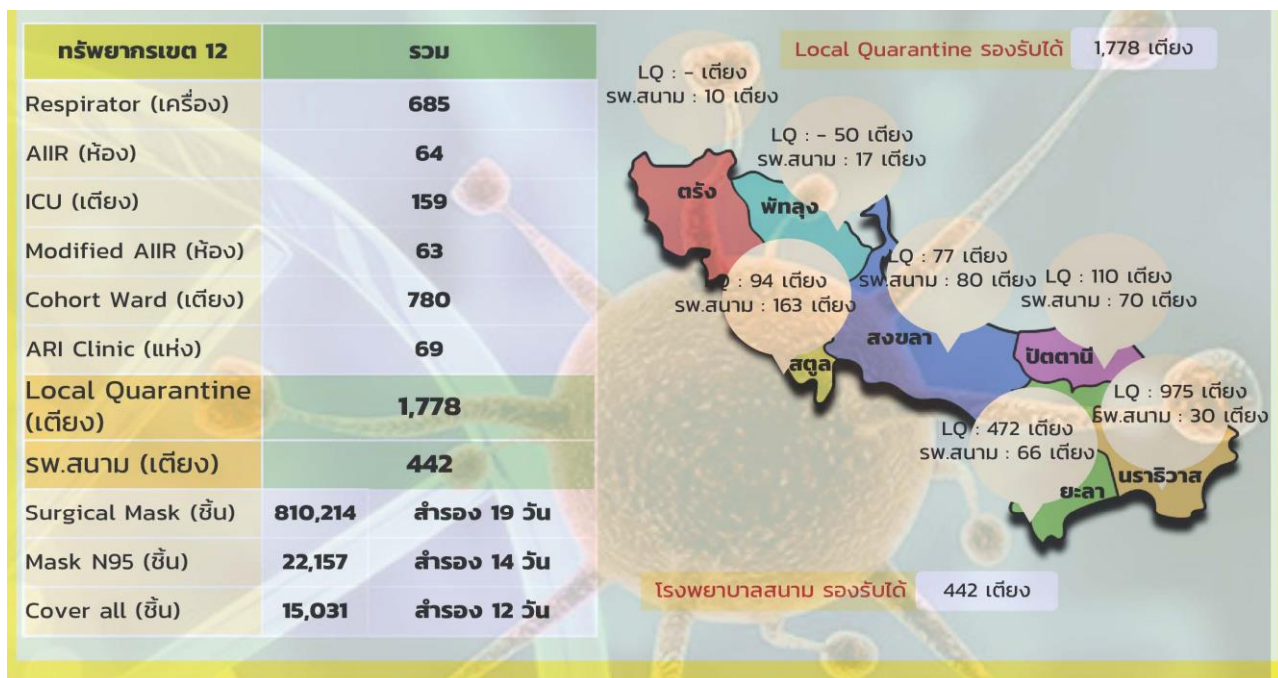 ทรัพยากรเขต 12 รวม
Respirator (เครื่อง) 685
AIIR (ห้อง) 64
ICU (เตียง) 159
Modified AIIR (ห้อง) 63
Cohort Ward (เตียง) 780
ARI Clinic (แห่ง) 69
Local Quarantine
(เตียง) 1,778
รพ.สนาม (เตียง) 442
Surgical Mask (ชิ้น) 810,214 สำรอง 19 วัน
Mask N95 (ชิ้น) 22,157 สำรอง 14 วัน
Cover all (ชิ้น) 15,031 สำรอง 12 วัน
Local Quarantine รองรับได้ 1,778 เตียง
LQ : - เตียง
รพ.สนาม : 10 เตียง
LQ : - 50 เตียง
รพ.สนาม : 17 เตียง
ตรัง
พัทลุง
LQ : 94 เตียง
รพ.สนาม : 163 เตียง
LQ : 77 เตียง
รพ.สนาม : 80 เตียง
LQ : 110 เตียง
รพ.สนาม : 70 เตียง
สงขลา
ปัตตานี
สตูล
LQ : 975 เตียง
รพ.สนาม : 30 เตียง
LQ : 472 เตียง
รพ.สนาม : 66 เตียง
นราธิวาส
ยะลา
โรงพยาบาลสนาม รองรับได้ 442 เตียง